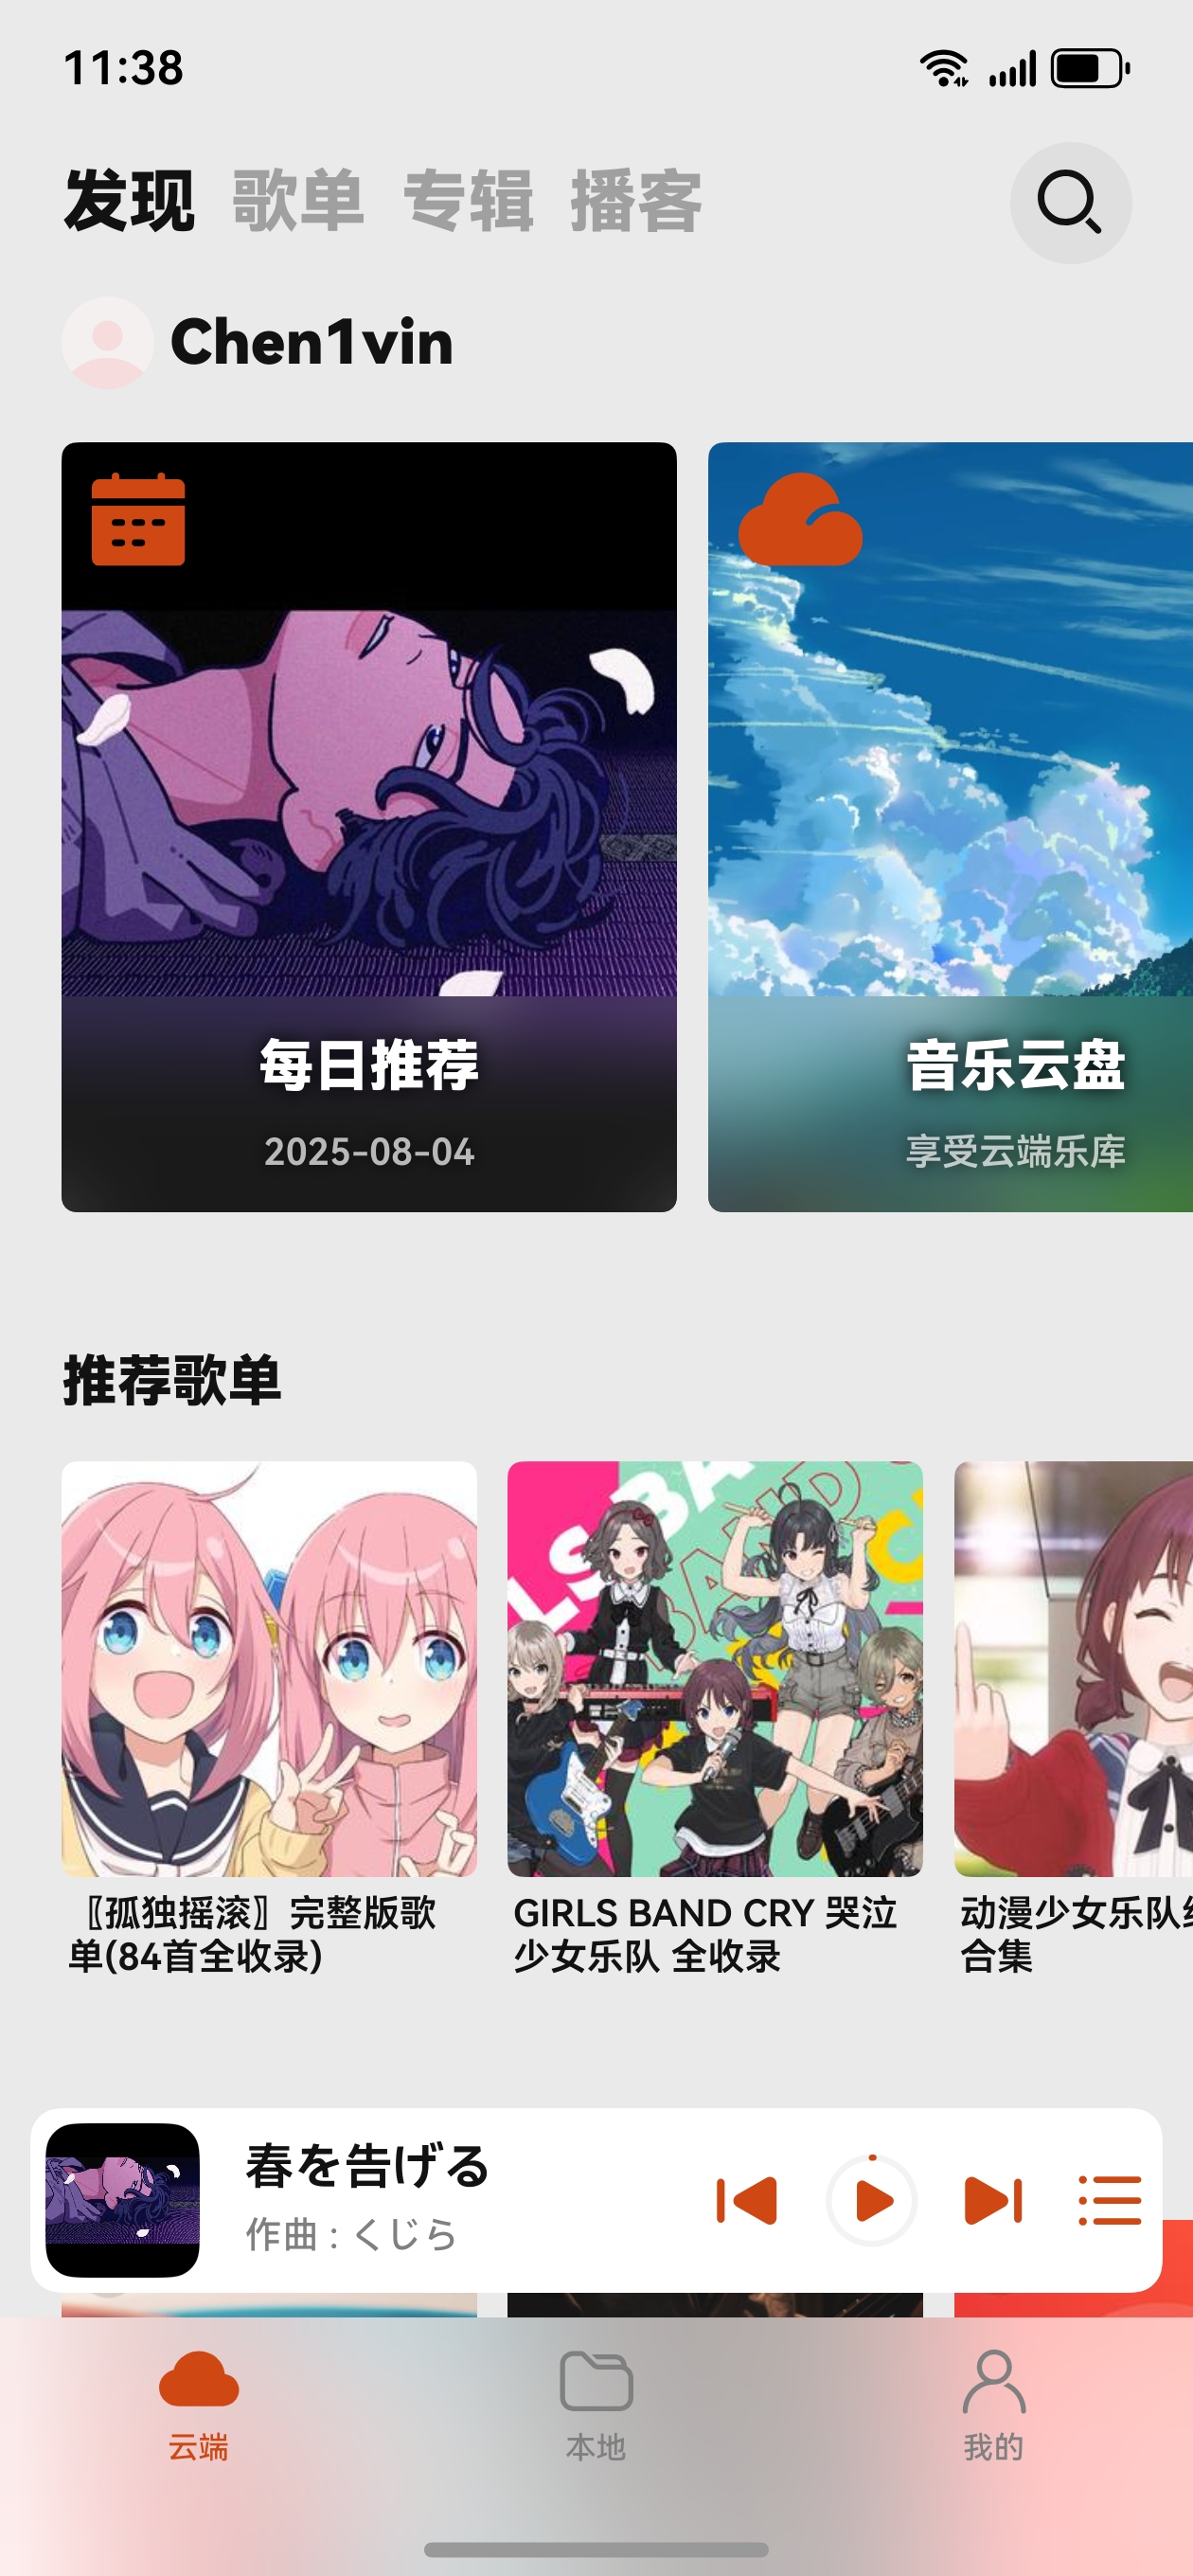 11:38
发现 歌单 专辑 播客
Chen1vin
每日推荐
2025-08-04
音乐云盘
享受云端乐库
推荐歌单
〖孤独摇滚〗完整版歌
单(84首全收录)
GIRLS BAND CRY 哭泣
少女乐队 全收录
动漫少女乐队
合集
春を告げる
作曲 : くじら
云端
本地
我的